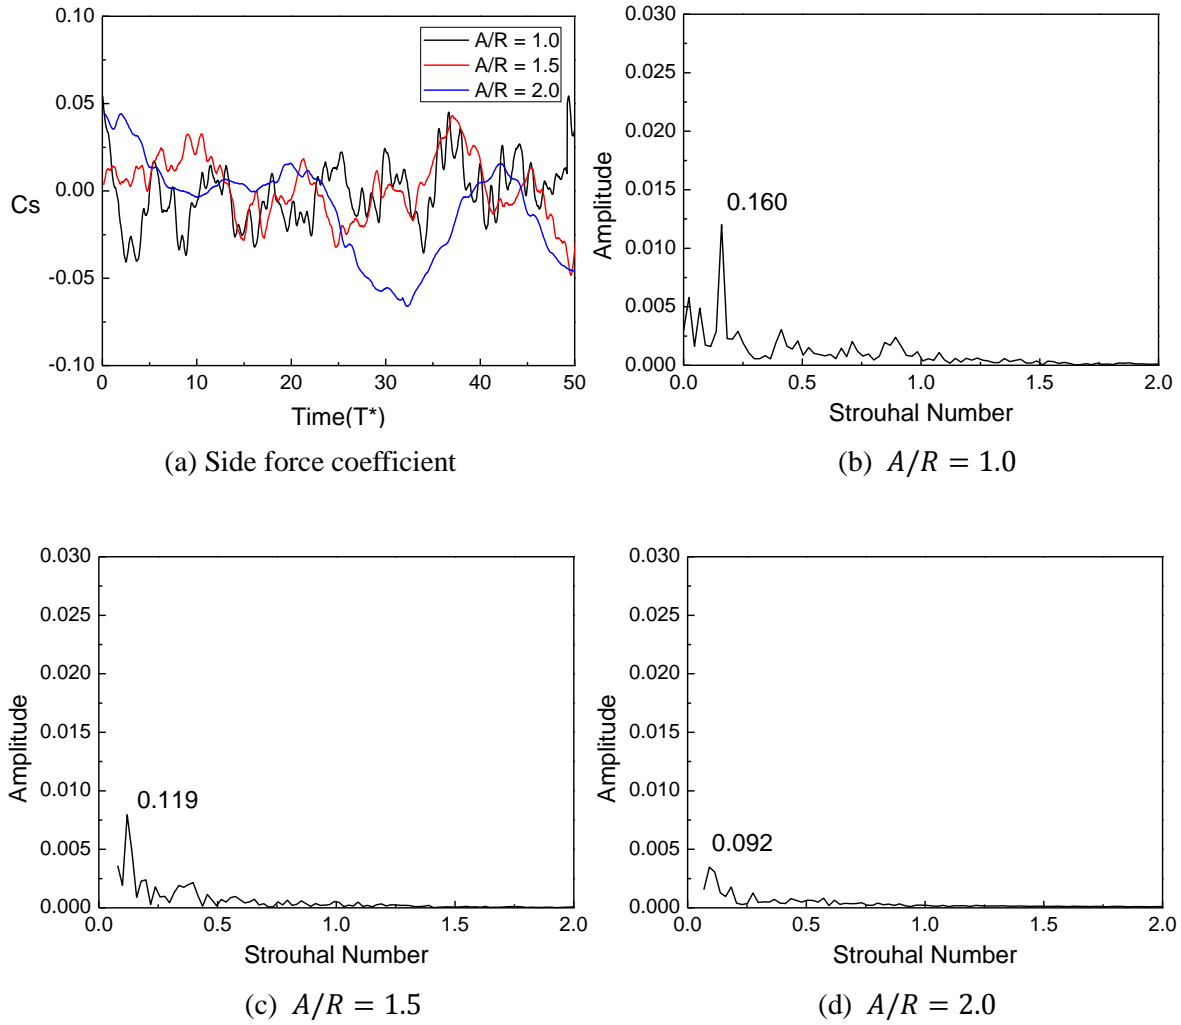 0.10
0.05
0.00
-0.05
-0.10
Cs
A/R = 1.0
A/R = 1.5
A/R = 2.0
0 10 20 30 40 50
Time(T*)
(a) Side force coefficient
0.030
0.025
0.020
0.015
0.010
0.005
0.000
Amplitude
0.160
0.0 0.5 1.0 1.5 2.0
Strouhal Number
(b) A/R = 1.0
0.030
0.025
0.020
0.015
0.010
0.005
0.000
Amplitude
0.119
0.0 0.5 1.0 1.5 2.0
Strouhal Number
(c) A/R = 1.5
0.030
0.025
0.020
0.015
0.010
0.005
0.000
Amplitude
0.092
0.0 0.5 1.0 1.5 2.0
Strouhal Number
(d) A/R = 2.0